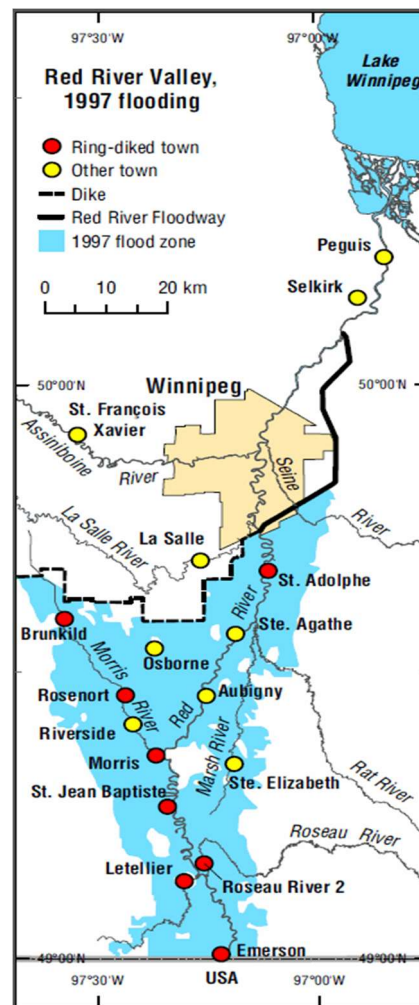 97°30'W
97°00'W
Lake
Winnipeg
Red River Valley,
1997 flooding
Ring-diked town
Other town
Dike
Red River Floodway
1997 flood zone
0 10 20 km
Peguis
Selkirk
50°00'N
50°00'N
Winnipeg
St. François
Xavier
Assiniboine
River
Seine
River
La Salle River
La Salle
St. Adolphe
Brunkild
River
Ste. Agathe
Osborne
Morris
River
Rosenort
Red
Aubigny
Riverside
Morris
Marsh River
Ste. Elizabeth
Rat River
St. Jean Baptiste
Roseau River
Letellier
Roseau River 2
Emerson
49°00'N
49°00'N
97°30'W
USA
97°00'W